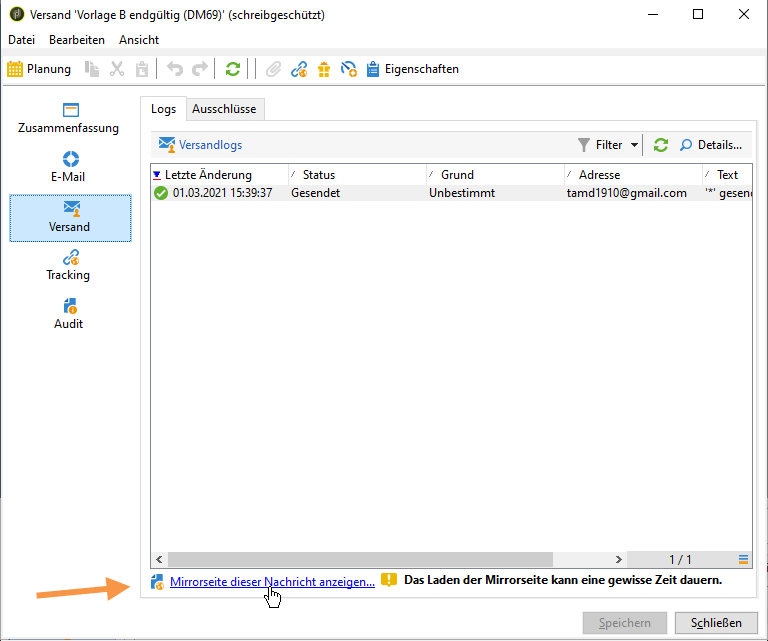 Versand 'Vorlage B endgültig (DM69)' (schreibgeschützt)
Datei Bearbeiten Ansicht
Planung Eigenschaften
Zusammenfassung
E-Mail
Versand
Tracking
Audit
Logs Ausschlüsse
Versandlogs Filter Details...
Letzte Änderung Status Grund Adresse Text
01.03.2021 15:39:37 Gesendet Unbestimmt tamd1910@gmail.com '*' gesend
1 / 1
Mirrorseite dieser Nachricht anzeigen... Das Laden der Mirrorseite kann eine gewisse Zeit dauern.
Speichern Schließen